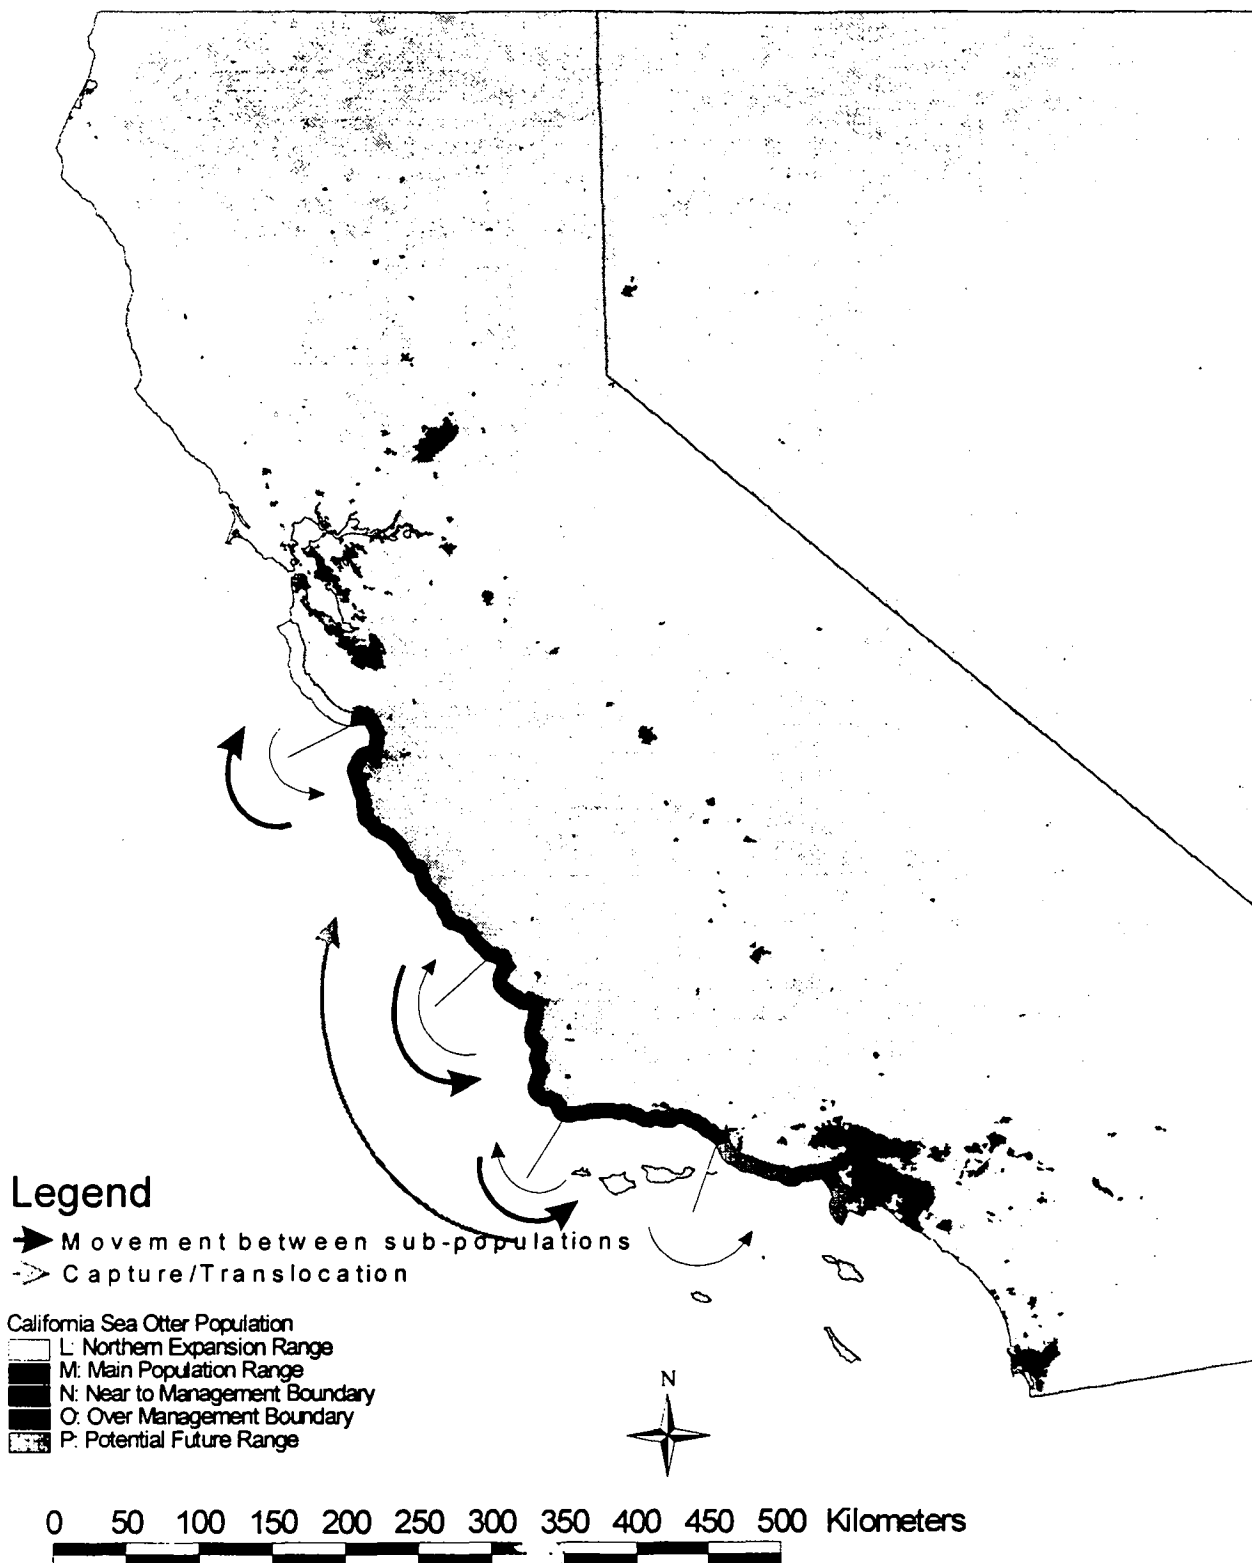 Legend
Movement between sub-populations
Capture/Translocation
California Sea Otter Population
L: Northern Expansion Range
M: Main Population Range
N: Near to Management Boundary
O: Over Management Boundary
P: Potential Future Range
N
0 50 100 150 200 250 300 350 400 450 500 Kilometers